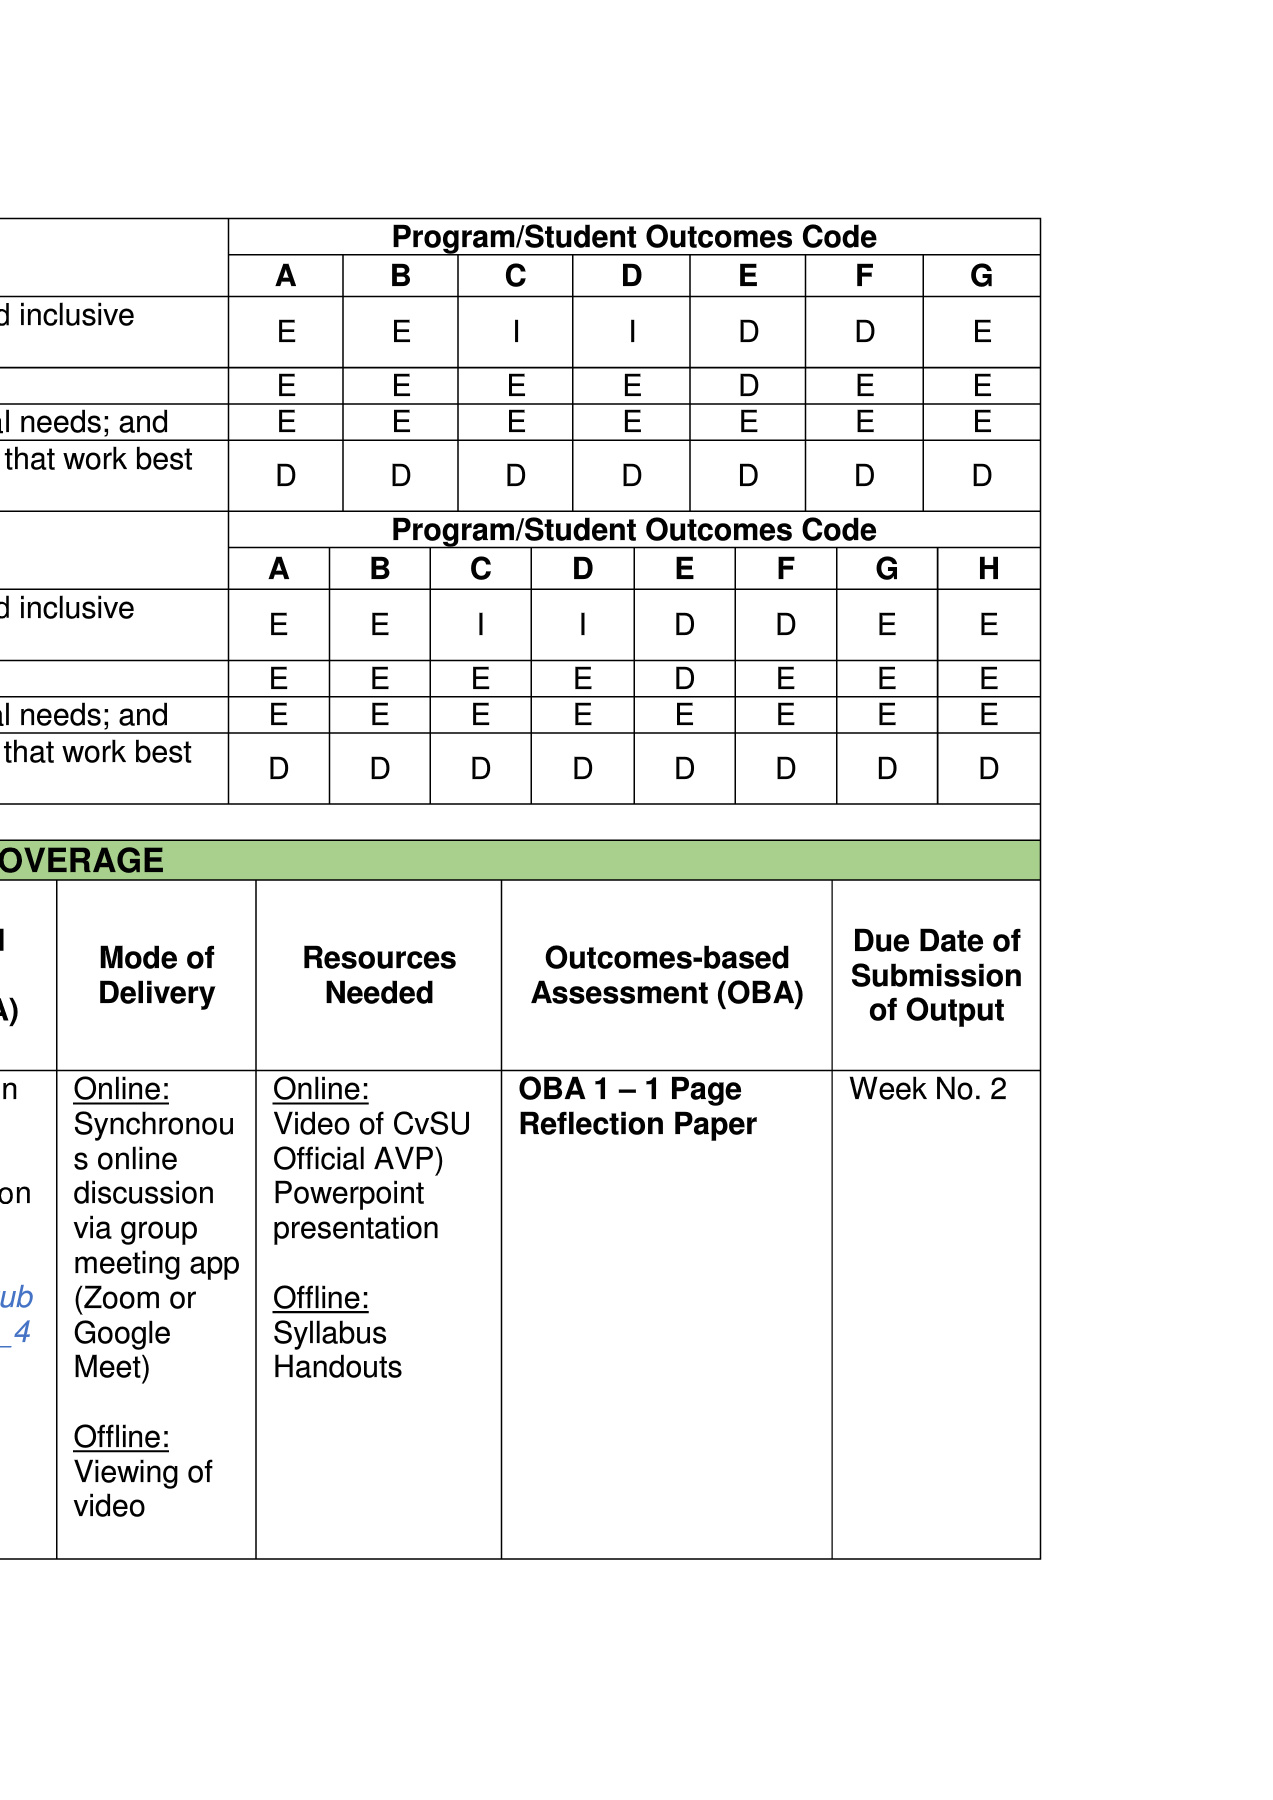 Program/Student Outcomes Code
A B C D E F G
d inclusive
E E I I D D E
E E E E D E E
al needs; and E E E E E E E
that work best
D D D D D D D
Program/Student Outcomes Code
A B C D E F G H
d inclusive
E E I I D D E E
E E E E D E E E
al needs; and E E E E E E E E
that work best
D D D D D D D D
OVERAGE
A)
Mode of
Delivery
Resources
Needed
Outcomes-based
Assessment (OBA)
Due Date of
Submission
of Output
n
on
ub
_4
Online:
Synchronou
s online
discussion
via group
meeting app
(Zoom or
Google
Meet)
Offline:
Viewing of
video
Online:
Video of CvSU
Official AVP)
Powerpoint
presentation
Offline:
Syllabus
Handouts
OBA 1 – 1 Page
Reflection Paper
Week No. 2